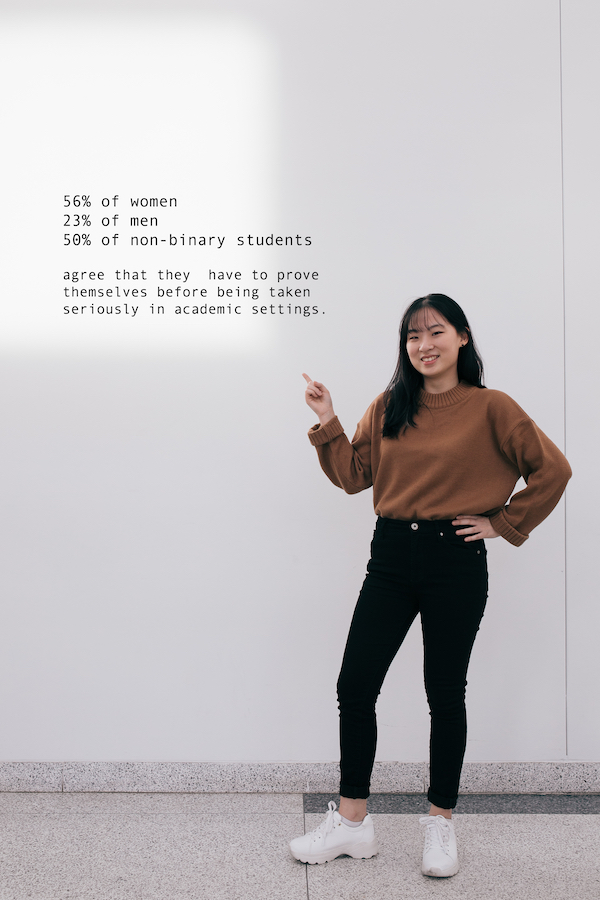 56% of women
23% of men
50% of non-binary students
agree that they  have to prove
themselves before being taken
seriously in academic settings.